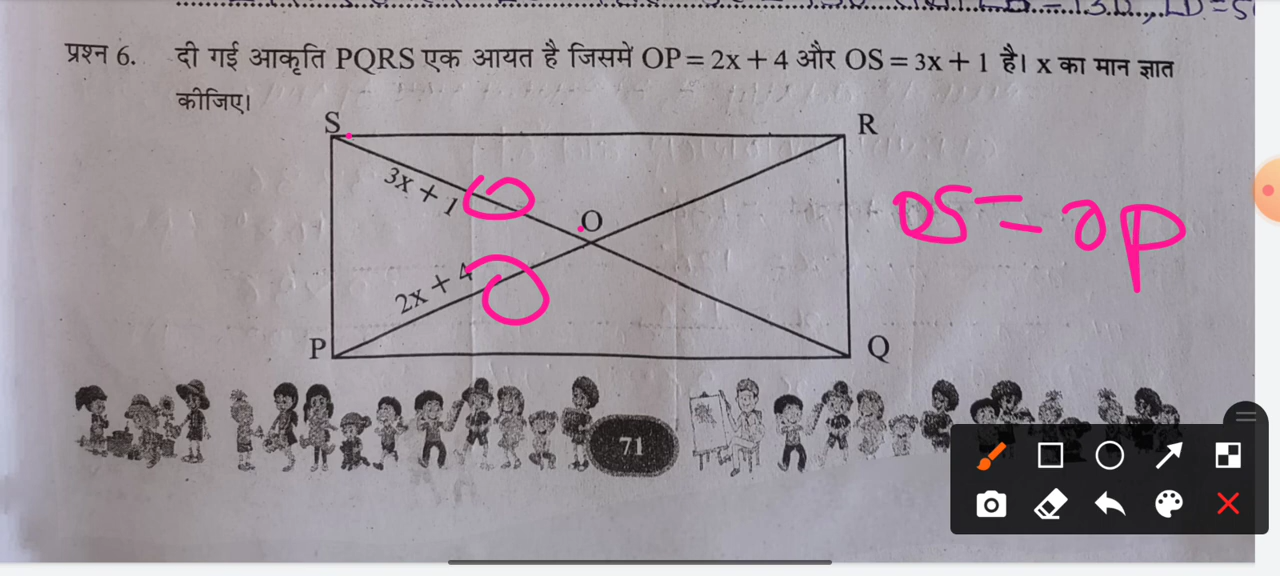 प्रश्न 6. दी गई आकृति PQRS एक आयत है जिसमें OP = 2x + 4 और OS = 3x + 1 है। x का मान ज्ञात
कीजिए।
S R
3x + 1
O
OS = OP
2x + 4
P Q
71